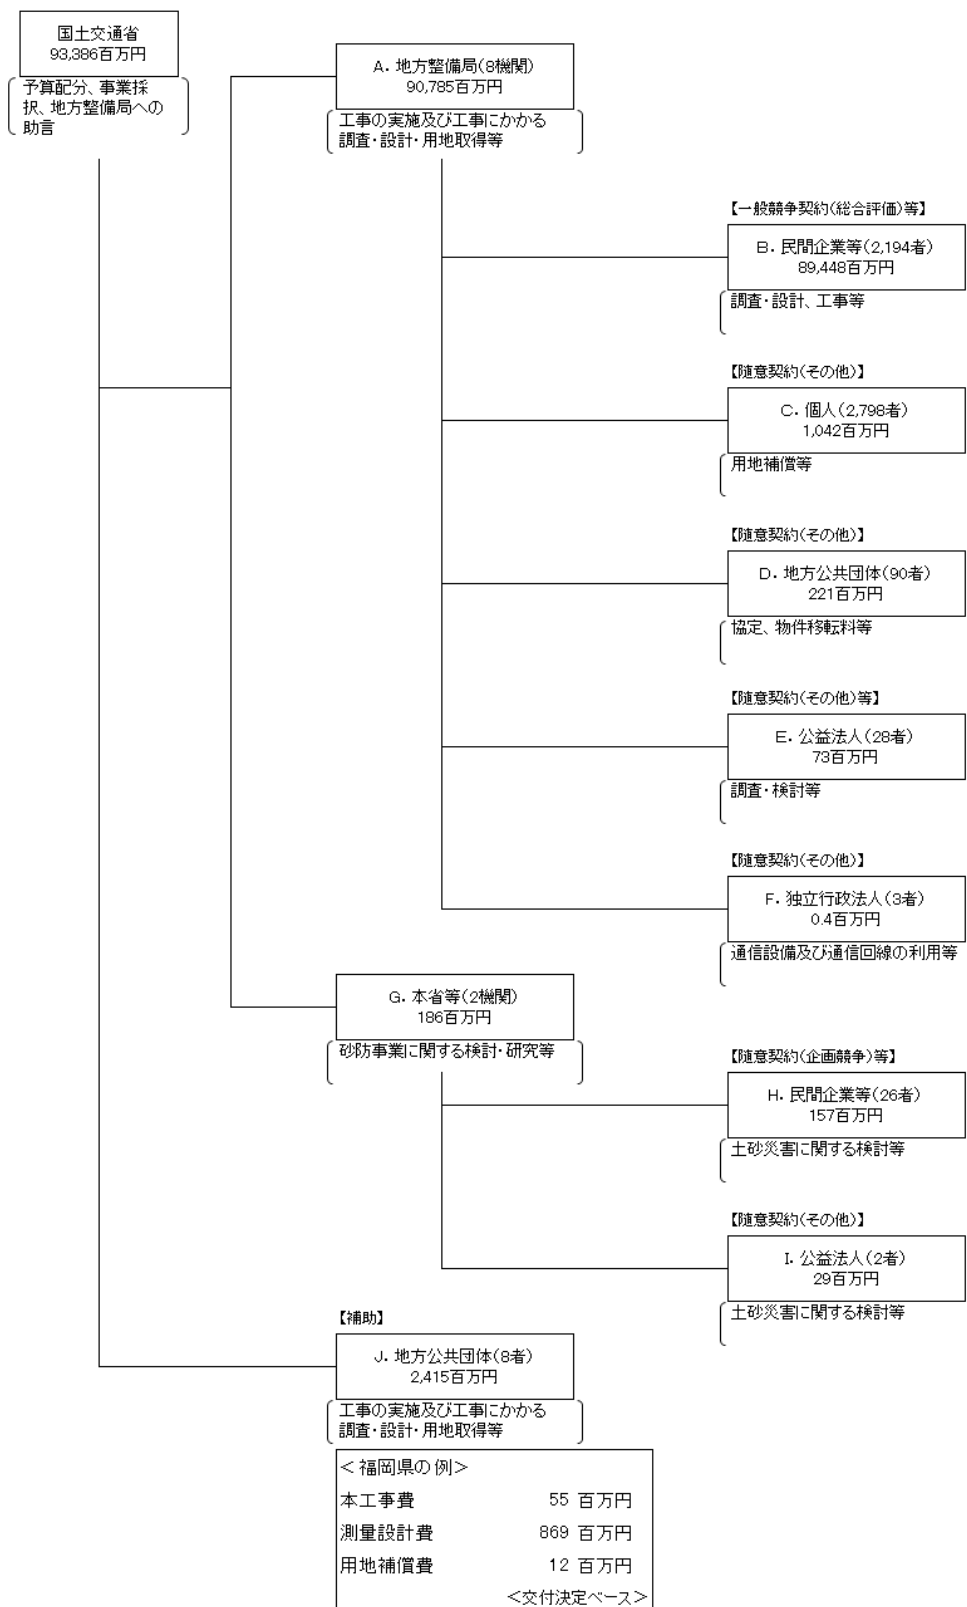 国土交通省
93,386百万円
予算配分、事業採
択、地方整備局への
助言
A．地方整備局(8機関)
90,785百万円
工事の実施及び工事にかかる
調査・設計・用地取得等
【一般競争契約(総合評価)等】
B．民間企業等(2,194者)
89,448百万円
調査・設計、工事等
【随意契約(その他)】
C．個人(2,798者)
1,042百万円
用地補償等
【随意契約(その他)】
D．地方公共団体(90者)
221百万円
協定、物件移転料等
【随意契約(その他)等】
E．公益法人(28者)
73百万円
調査・検討等
【随意契約(その他)】
F．独立行政法人(3者)
0.4百万円
通信設備及び通信回線の利用等
G．本省等(2機関)
186百万円
砂防事業に関する検討・研究等
【随意契約(企画競争)等】
H．民間企業等(26者)
157百万円
土砂災害に関する検討等
【随意契約(その他)】
I．公益法人(2者)
29百万円
土砂災害に関する検討等
【補助】
J．地方公共団体(8者)
2,415百万円
工事の実施及び工事にかかる
調査・設計・用地取得等
＜福岡県の例＞
本工事費 55 百万円
測量設計費 869 百万円
用地補償費 12 百万円
＜交付決定ベース＞